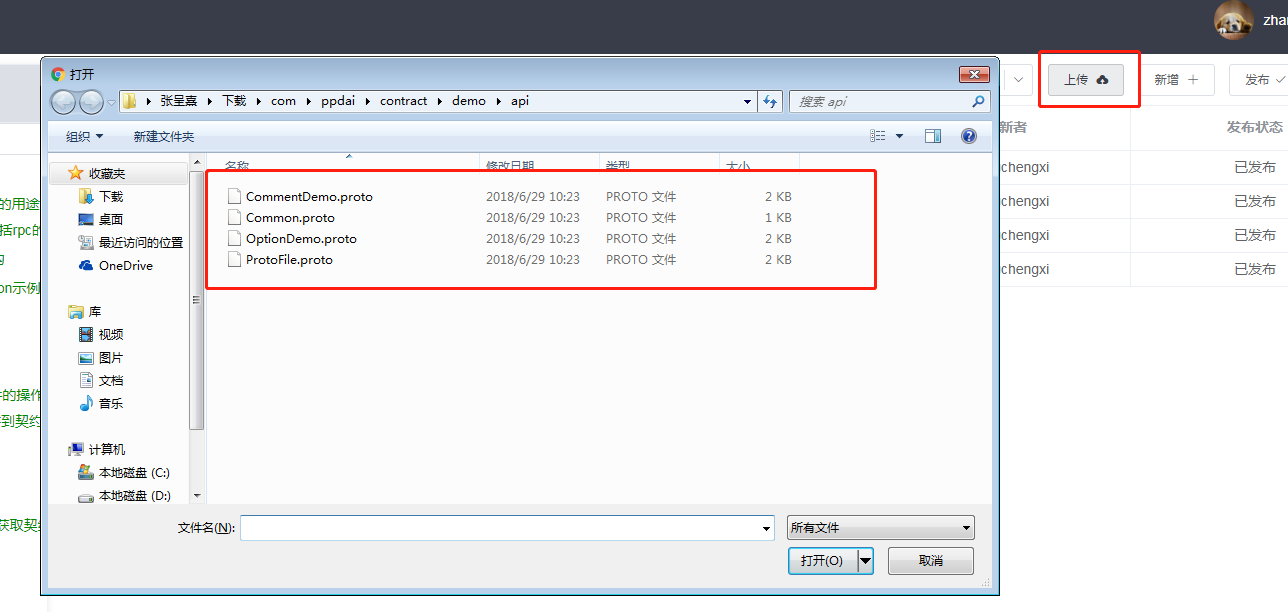 zhan
打开
张呈熹 下载 com ppdai contract demo api
搜索 api
上传 新增 发布
组织 新建文件夹
新者 发布状态
名称 修改日期 类型 大小
收藏夹
下载
桌面
最近访问的位置
OneDrive
库
视频
图片
文档
音乐
计算机
本地磁盘 (C:)
本地磁盘 (D:)
CommentDemo.proto 2018/6/29 10:23 PROTO 文件 2 KB
Common.proto 2018/6/29 10:23 PROTO 文件 1 KB
OptionDemo.proto 2018/6/29 10:23 PROTO 文件 2 KB
ProtoFile.proto 2018/6/29 10:23 PROTO 文件 2 KB
chengxi 已发布
chengxi 已发布
chengxi 已发布
chengxi 已发布
的用途
括rpc的
on示例
的操作
到契约
获取契
文件名(N):
所有文件
打开(O) 取消